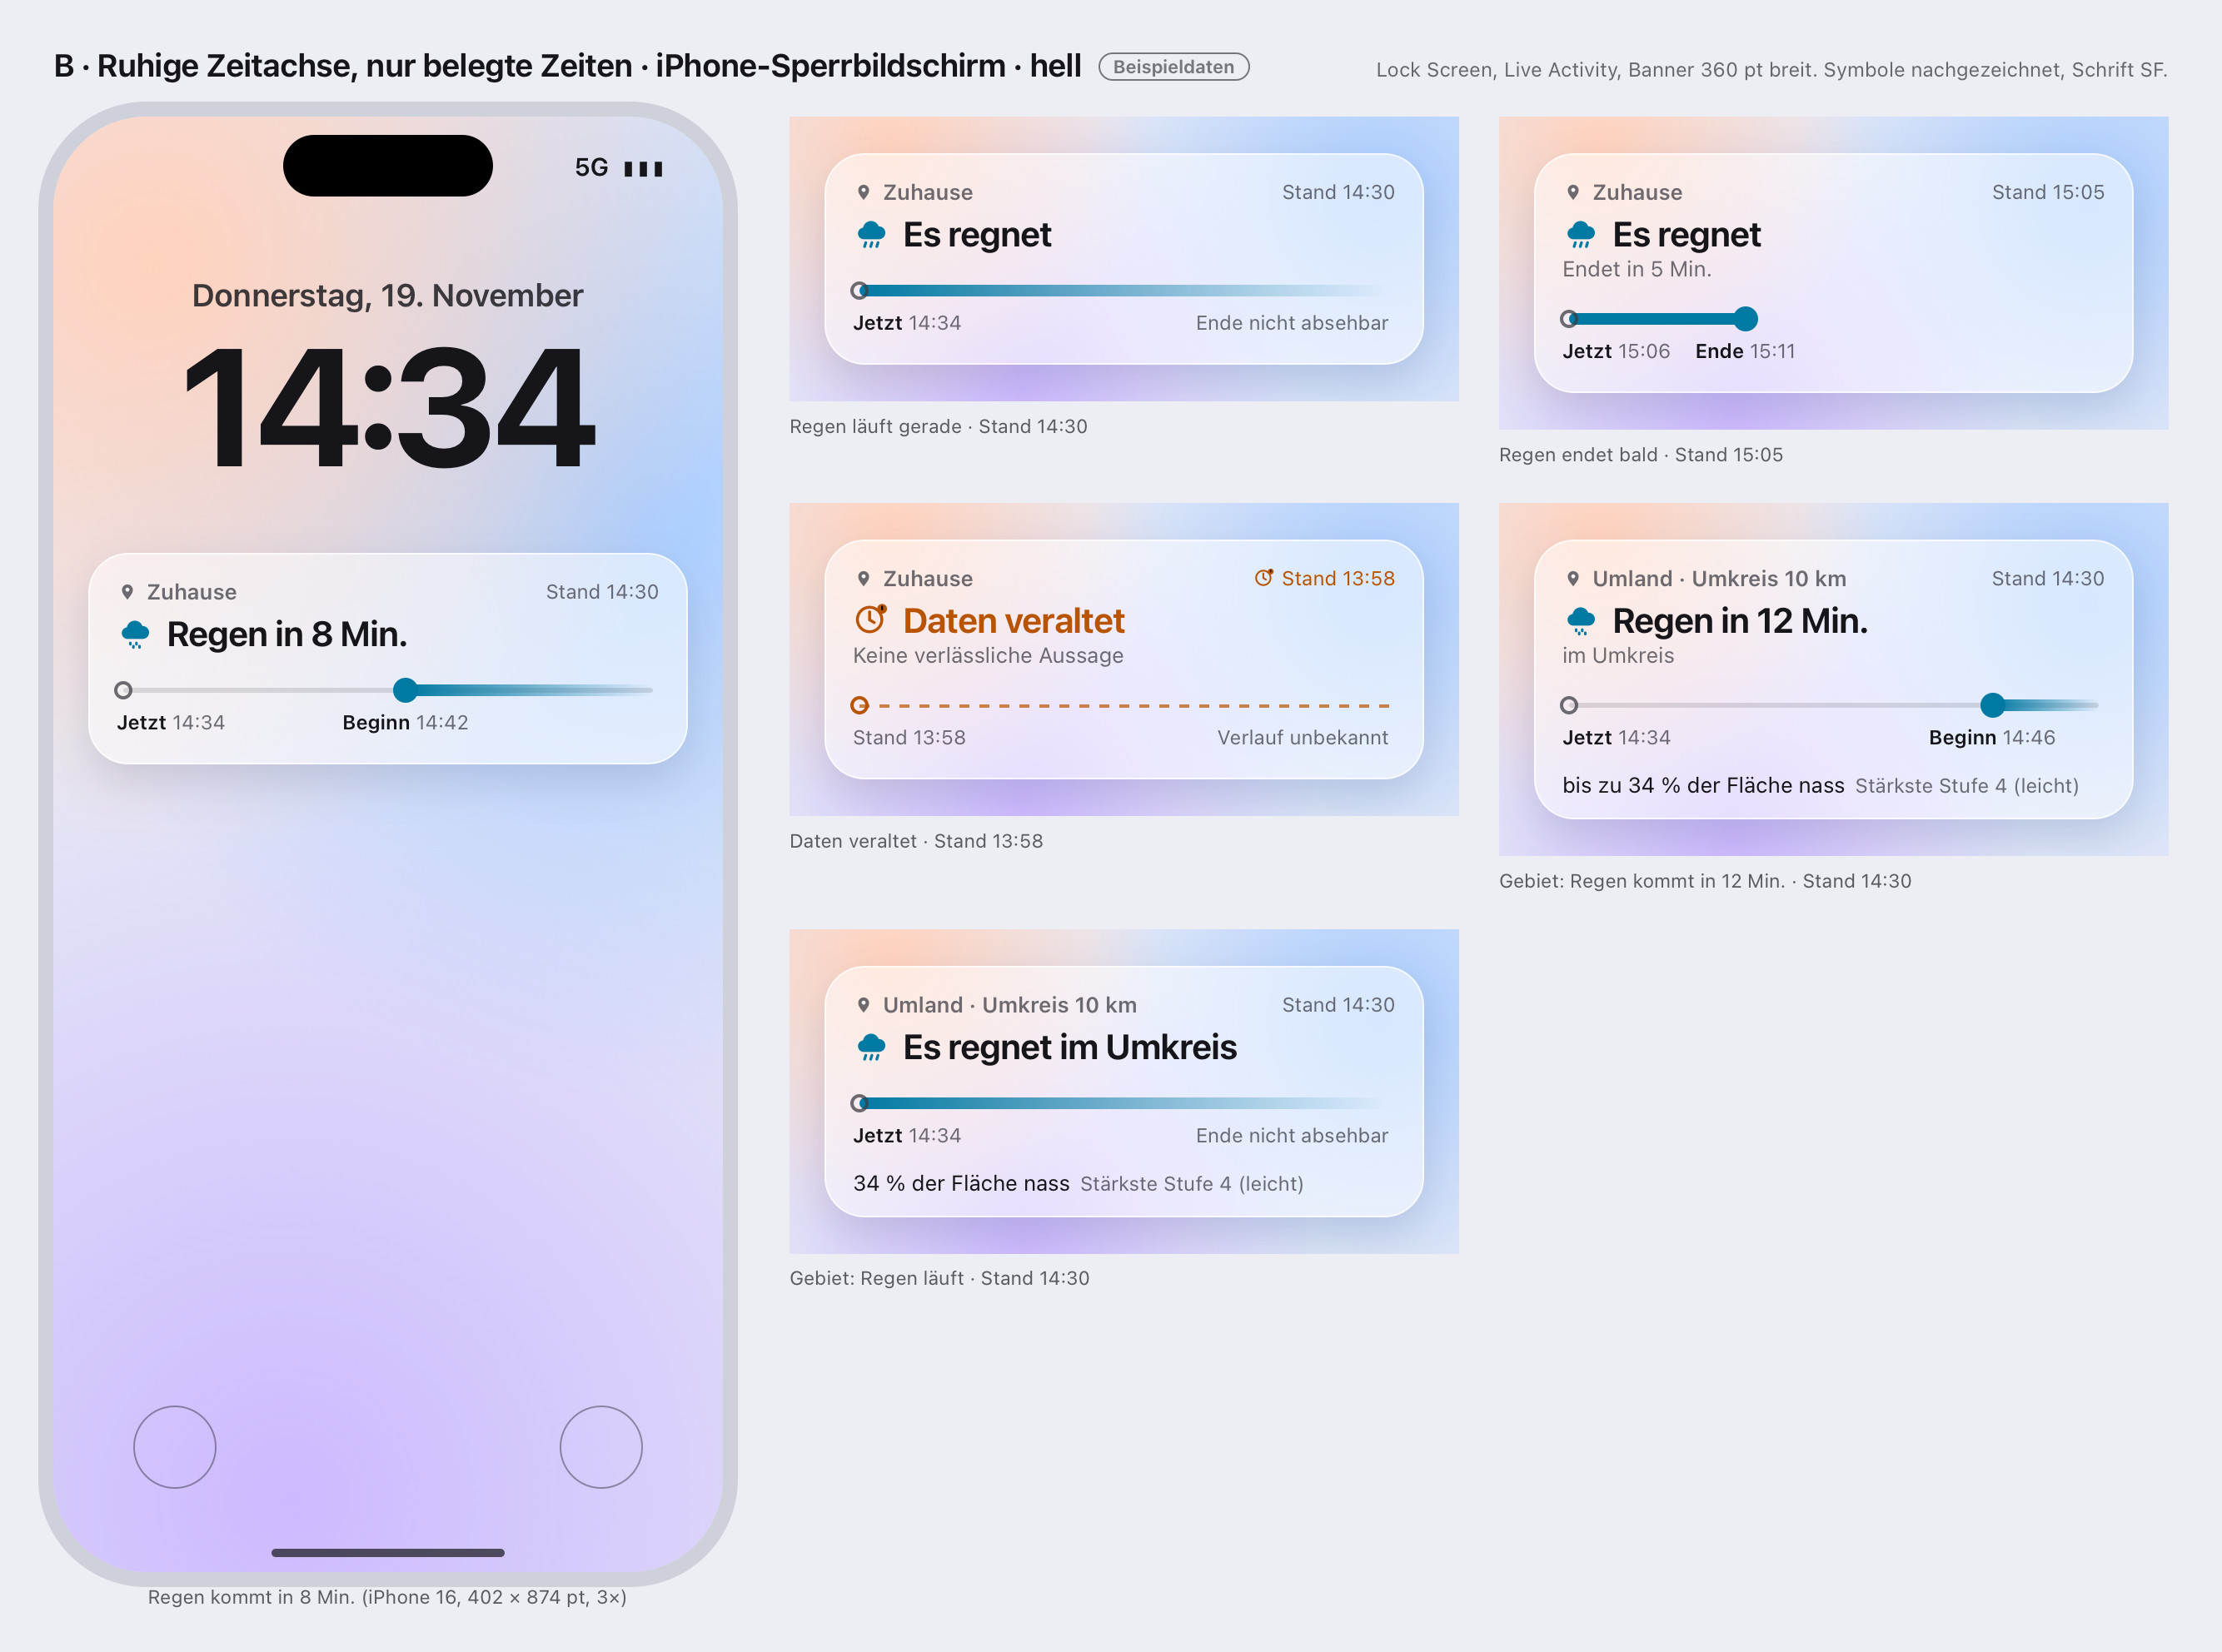 B · Ruhige Zeitachse, nur belegte Zeiten · iPhone-Sperrbildschirm · hell
Beispieldaten
Lock Screen, Live Activity, Banner 360 pt breit. Symbole nachgezeichnet, Schrift SF.
5G
Donnerstag, 19. November
14:34
Zuhause
Stand 14:30
Regen in 8 Min.
Jetzt 14:34
Beginn 14:42
Regen kommt in 8 Min. (iPhone 16, 402 × 874 pt, 3×)
Zuhause
Stand 14:30
Es regnet
Jetzt 14:34
Ende nicht absehbar
Regen läuft gerade · Stand 14:30
Zuhause
Stand 15:05
Es regnet
Endet in 5 Min.
Jetzt 15:06
Ende 15:11
Regen endet bald · Stand 15:05
Zuhause
Stand 13:58
Daten veraltet
Keine verlässliche Aussage
Stand 13:58
Verlauf unbekannt
Daten veraltet · Stand 13:58
Umland · Umkreis 10 km
Stand 14:30
Regen in 12 Min.
im Umkreis
Jetzt 14:34
Beginn 14:46
bis zu 34 % der Fläche nass Stärkste Stufe 4 (leicht)
Gebiet: Regen kommt in 12 Min. · Stand 14:30
Umland · Umkreis 10 km
Stand 14:30
Es regnet im Umkreis
Jetzt 14:34
Ende nicht absehbar
34 % der Fläche nass Stärkste Stufe 4 (leicht)
Gebiet: Regen läuft · Stand 14:30